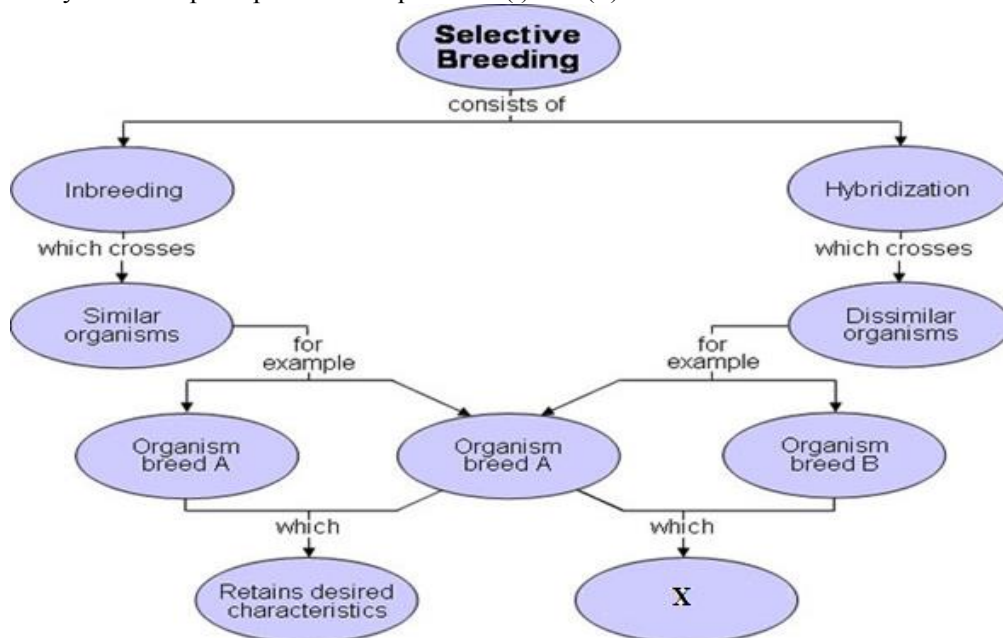 Selective
Breeding
consists of
Inbreeding
Hybridization
which crosses
which crosses
Similar
organisms
Dissimilar
organisms
for
example
for
example
Organism
breed A
Organism
breed A
Organism
breed B
which
which
Retains desired
characteristics
X